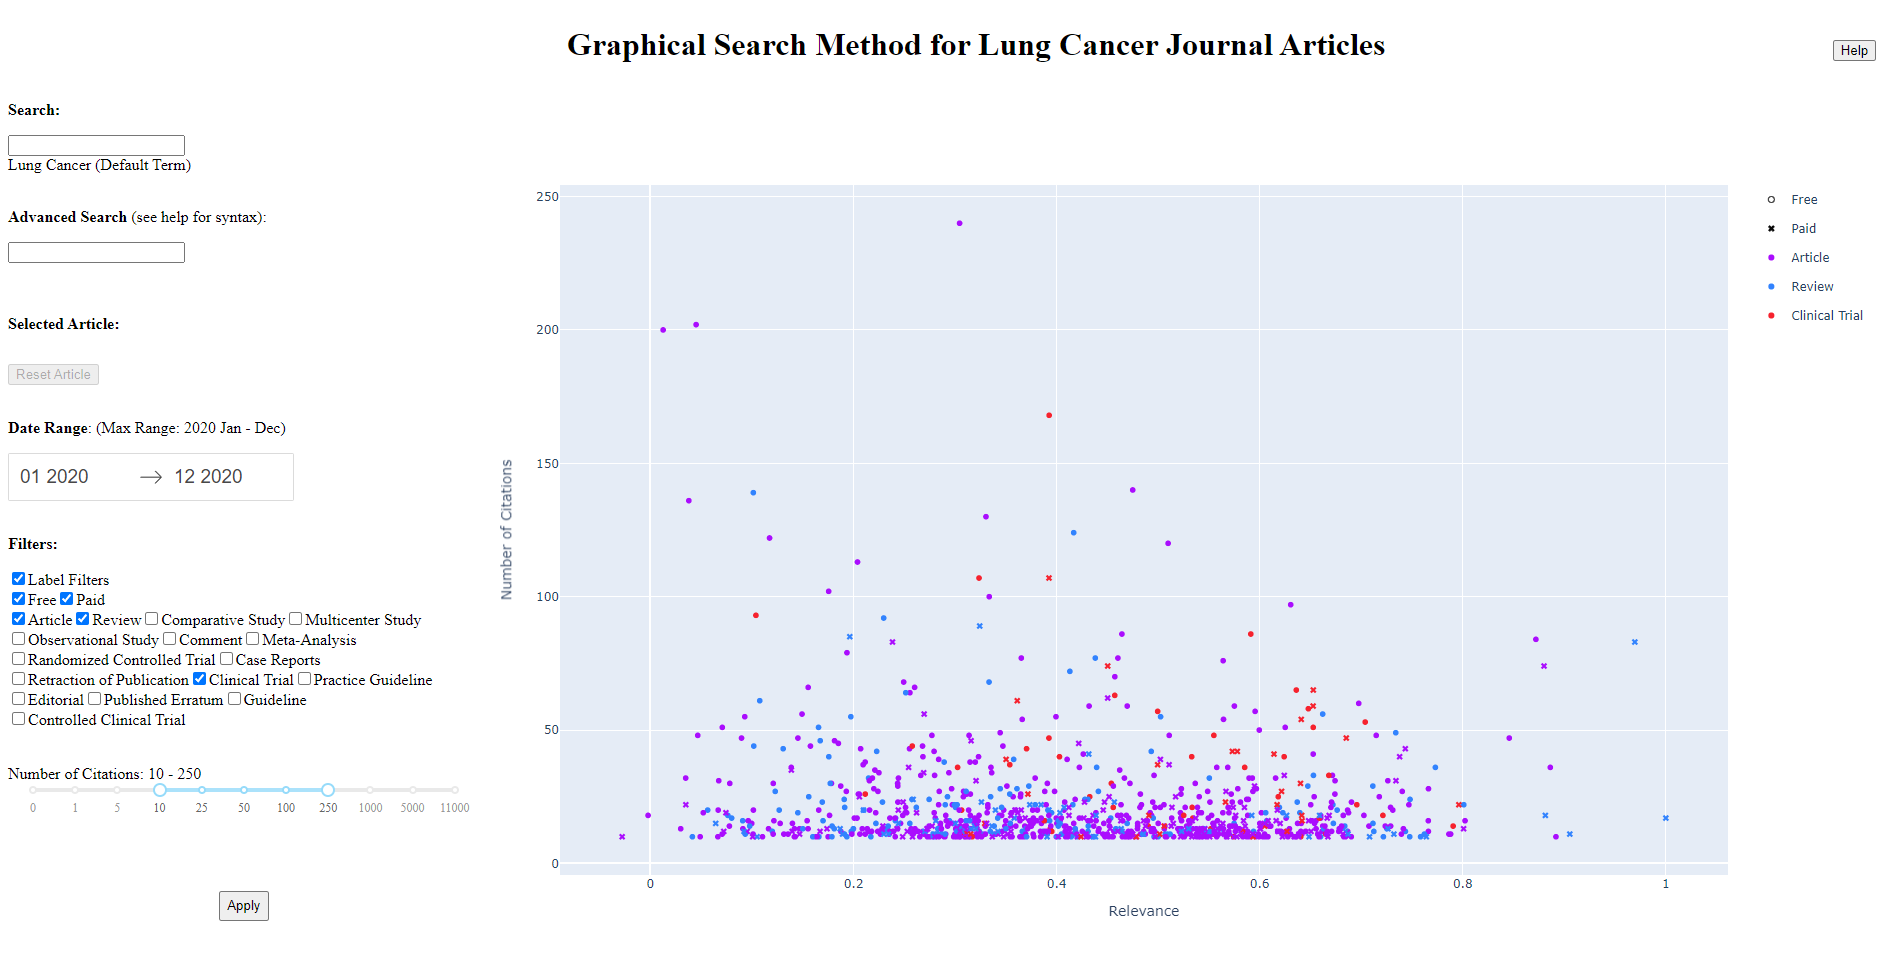 Graphical Search Method for Lung Cancer Journal Articles
Help
Search:
Lung Cancer (Default Term)
Advanced Search (see help for syntax):
Selected Article:
Reset Article
Date Range: (Max Range: 2020 Jan - Dec)
01 2020 → 12 2020
Filters:
Label Filters
Free Paid
Article Review Comparative Study Multicenter Study
Observational Study Comment Meta-Analysis
Randomized Controlled Trial Case Reports
Retraction of Publication Clinical Trial Practice Guideline
Editorial Published Erratum Guideline
Controlled Clinical Trial
Number of Citations: 10 - 250
0 1 5 10 25 50 100 250 1000 5000 11000
Apply
Number of Citations
250
200
150
100
50
0
0 0.2 0.4 0.6 0.8 1
Relevance
Free
Paid
Article
Review
Clinical Trial